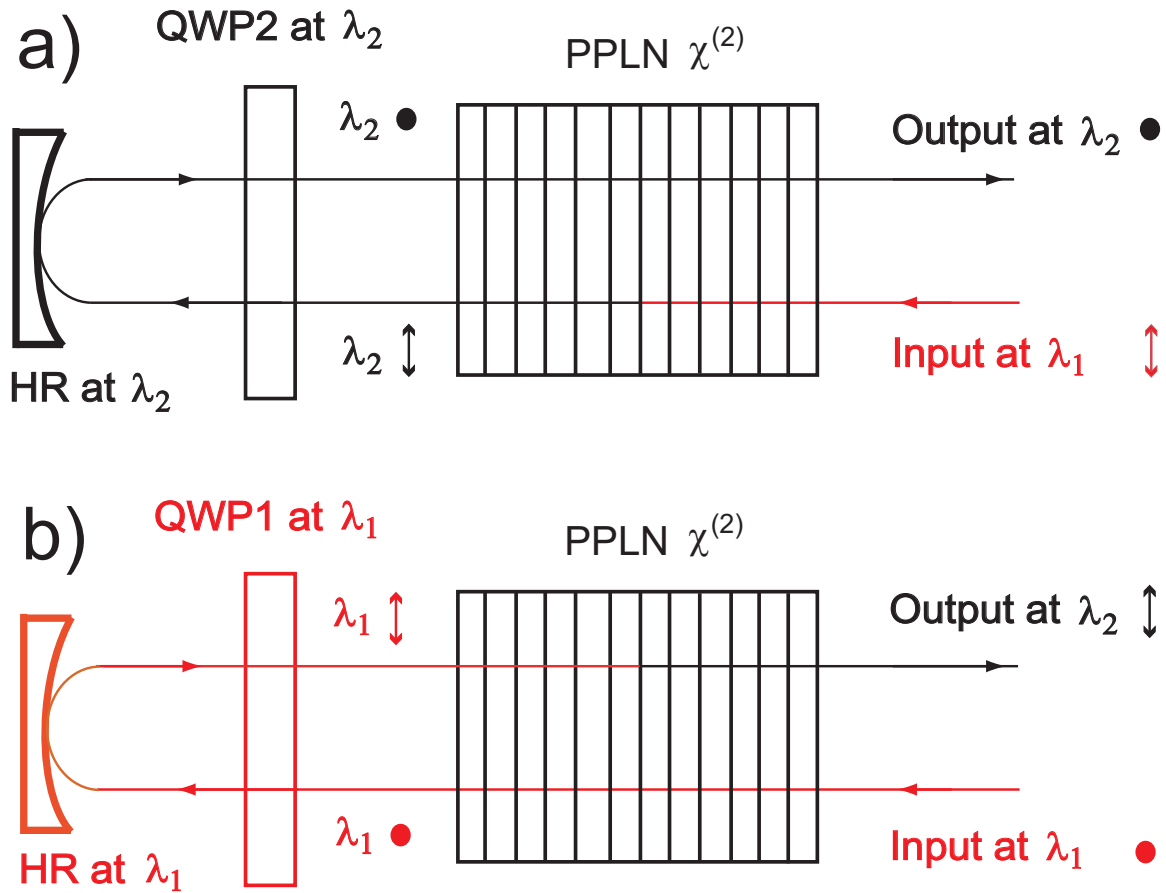 a)
QWP2 at λ₂
PPLN χ⁽²⁾
λ₂
Output at λ₂
λ₂
Input at λ₁
HR at λ₂
b)
QWP1 at λ₁
PPLN χ⁽²⁾
λ₁
Output at λ₂
λ₁
Input at λ₁
HR at λ₁